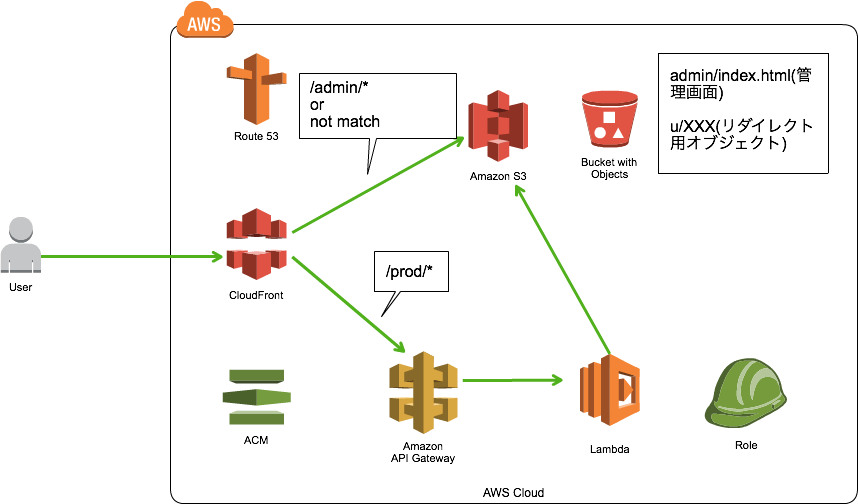 AWS
/admin/*
or
not match
admin/index.html(管
理画面)
u/XXX(リダイレクト
用オブジェクト)
Route 53
Amazon S3
Bucket with
Objects
User
CloudFront
/prod/*
ACM
Amazon
API Gateway
Lambda
Role
AWS Cloud